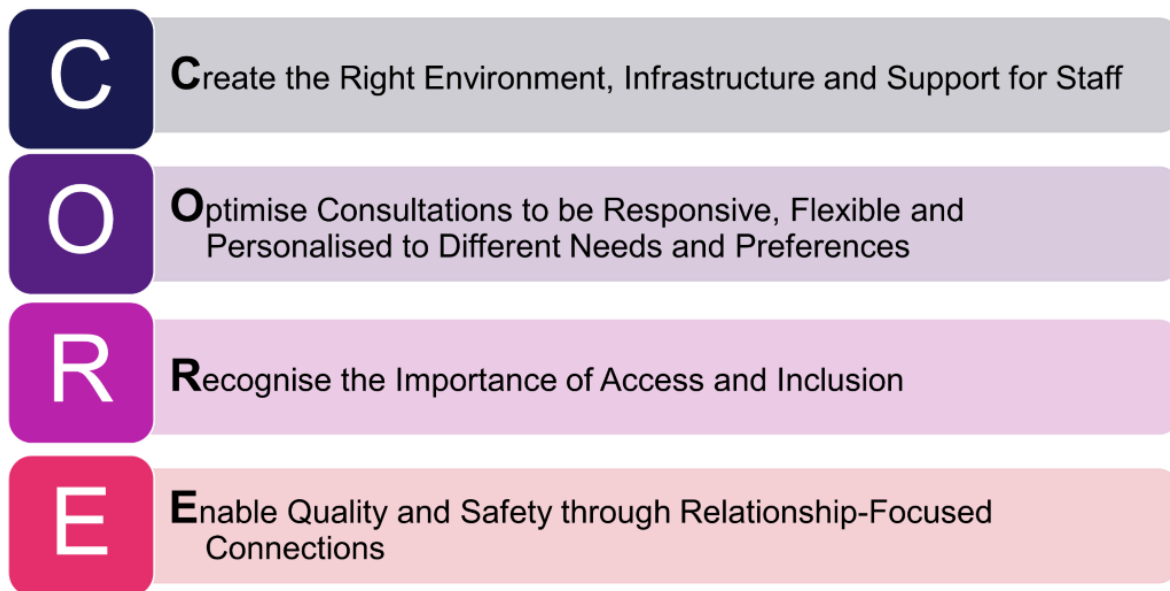 C
Create the Right Environment, Infrastructure and Support for Staff
O
Optimise Consultations to be Responsive, Flexible and
Personalised to Different Needs and Preferences
R
Recognise the Importance of Access and Inclusion
E
Enable Quality and Safety through Relationship-Focused
Connections